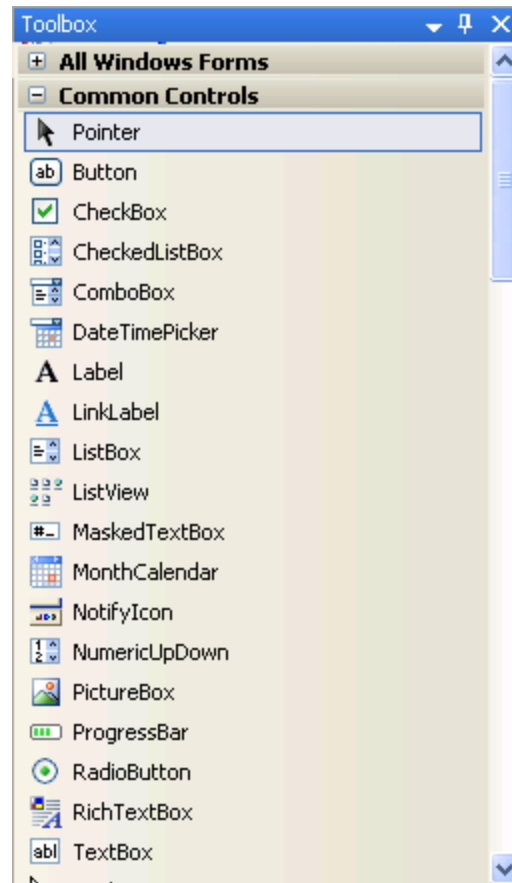 Toolbox
All Windows Forms
Common Controls
Pointer
Button
CheckBox
CheckedListBox
ComboBox
DateTimePicker
Label
LinkLabel
ListBox
ListView
MaskedTextBox
MonthCalendar
NotifyIcon
NumericUpDown
PictureBox
ProgressBar
RadioButton
RichTextBox
TextBox